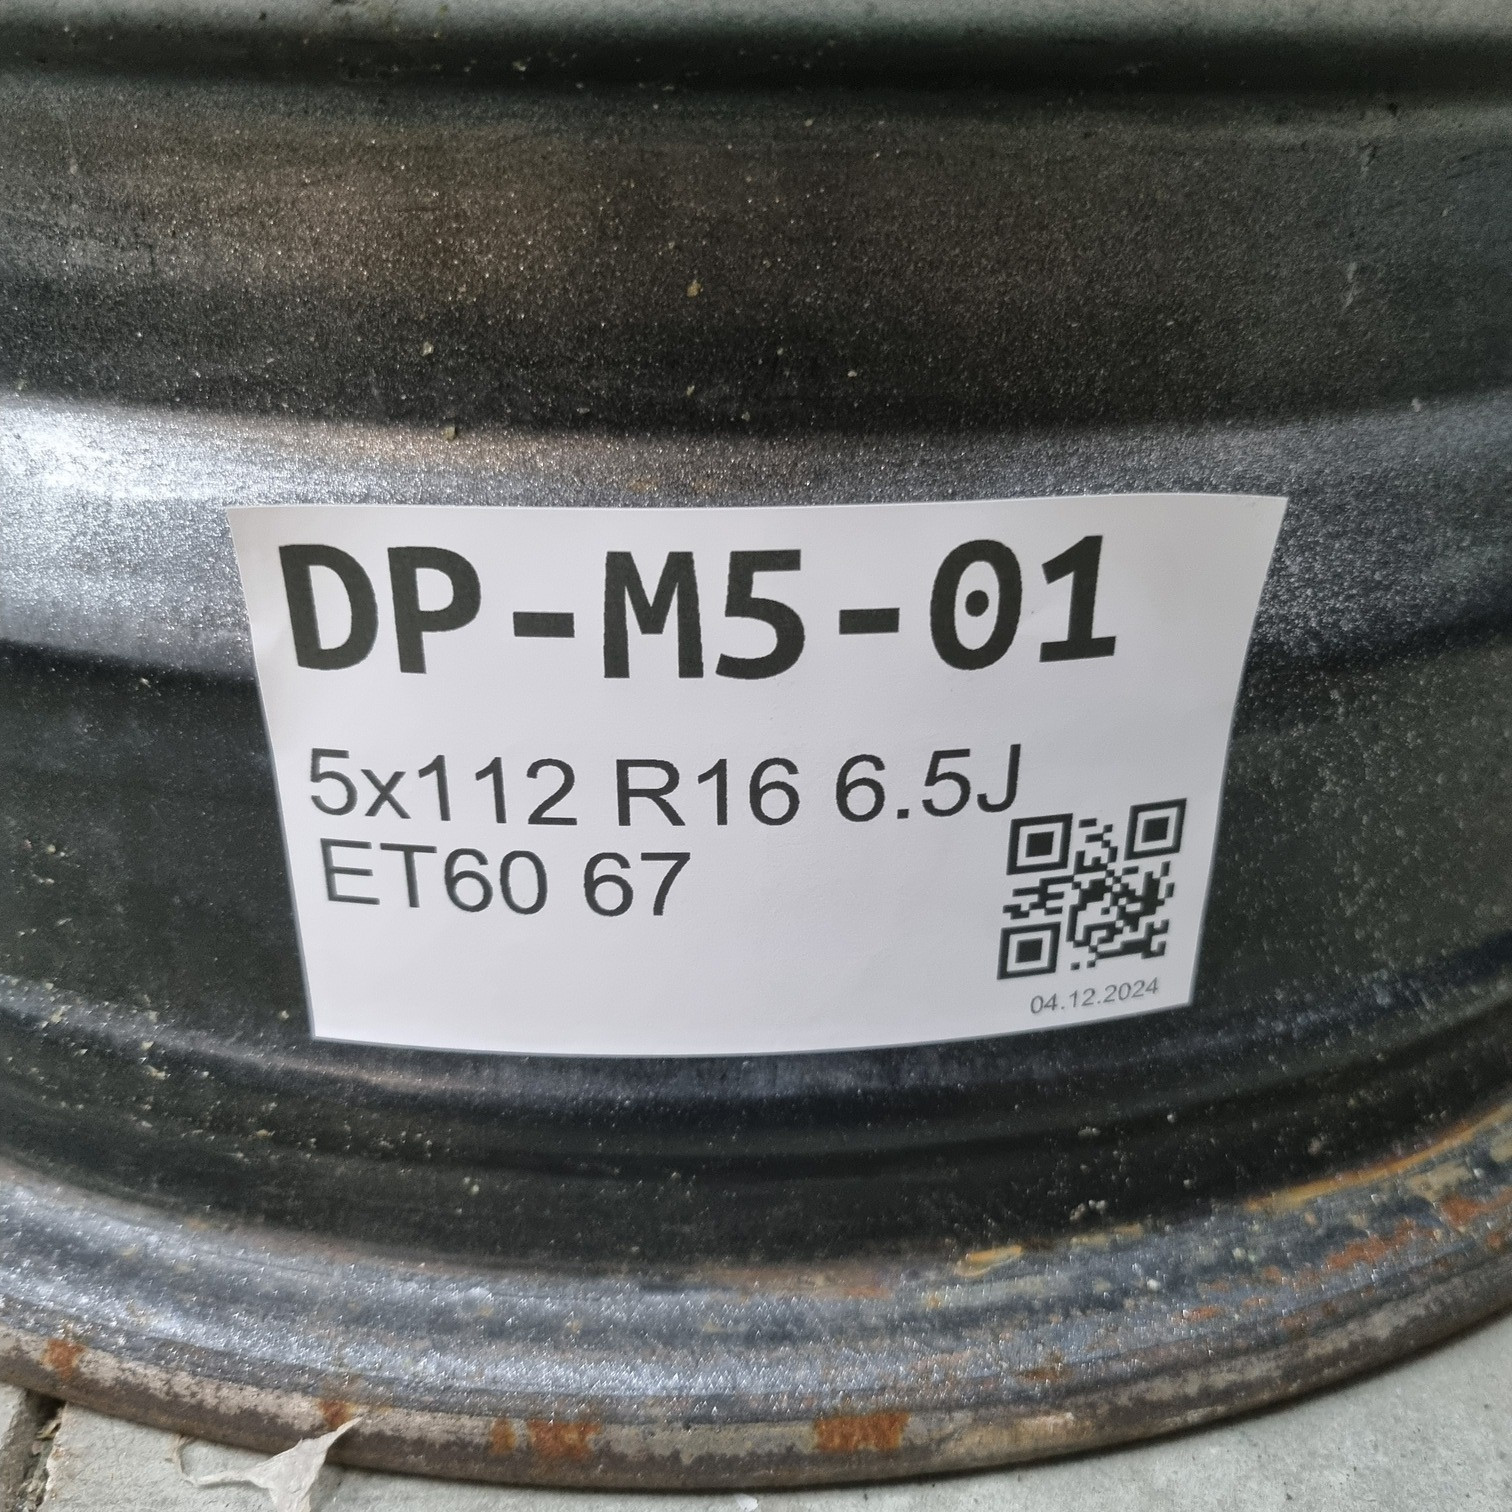 DP-M5-01
5x112 R16 6.5J
ET60 67
04.12.2024